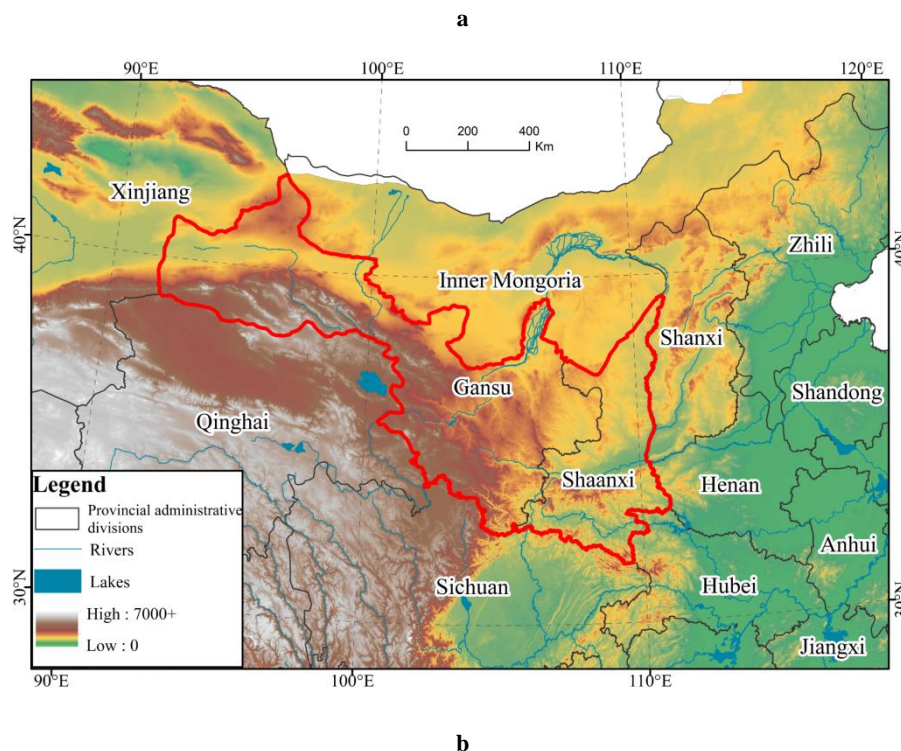 a
90°E
100°E
110°E
120°E
0 200 400
Km
Xinjiang
40°N
Zhili
40°N
Inner Mongoria
Shanxi
Gansu
Shandong
Qinghai
Legend
Shaanxi
Henan
Provincial administrative
divisions
Rivers
Anhui
Lakes
Sichuan
Hubei
30°N
30°N
High : 7000+
Low : 0
Jiangxi
90°E
100°E
110°E
b